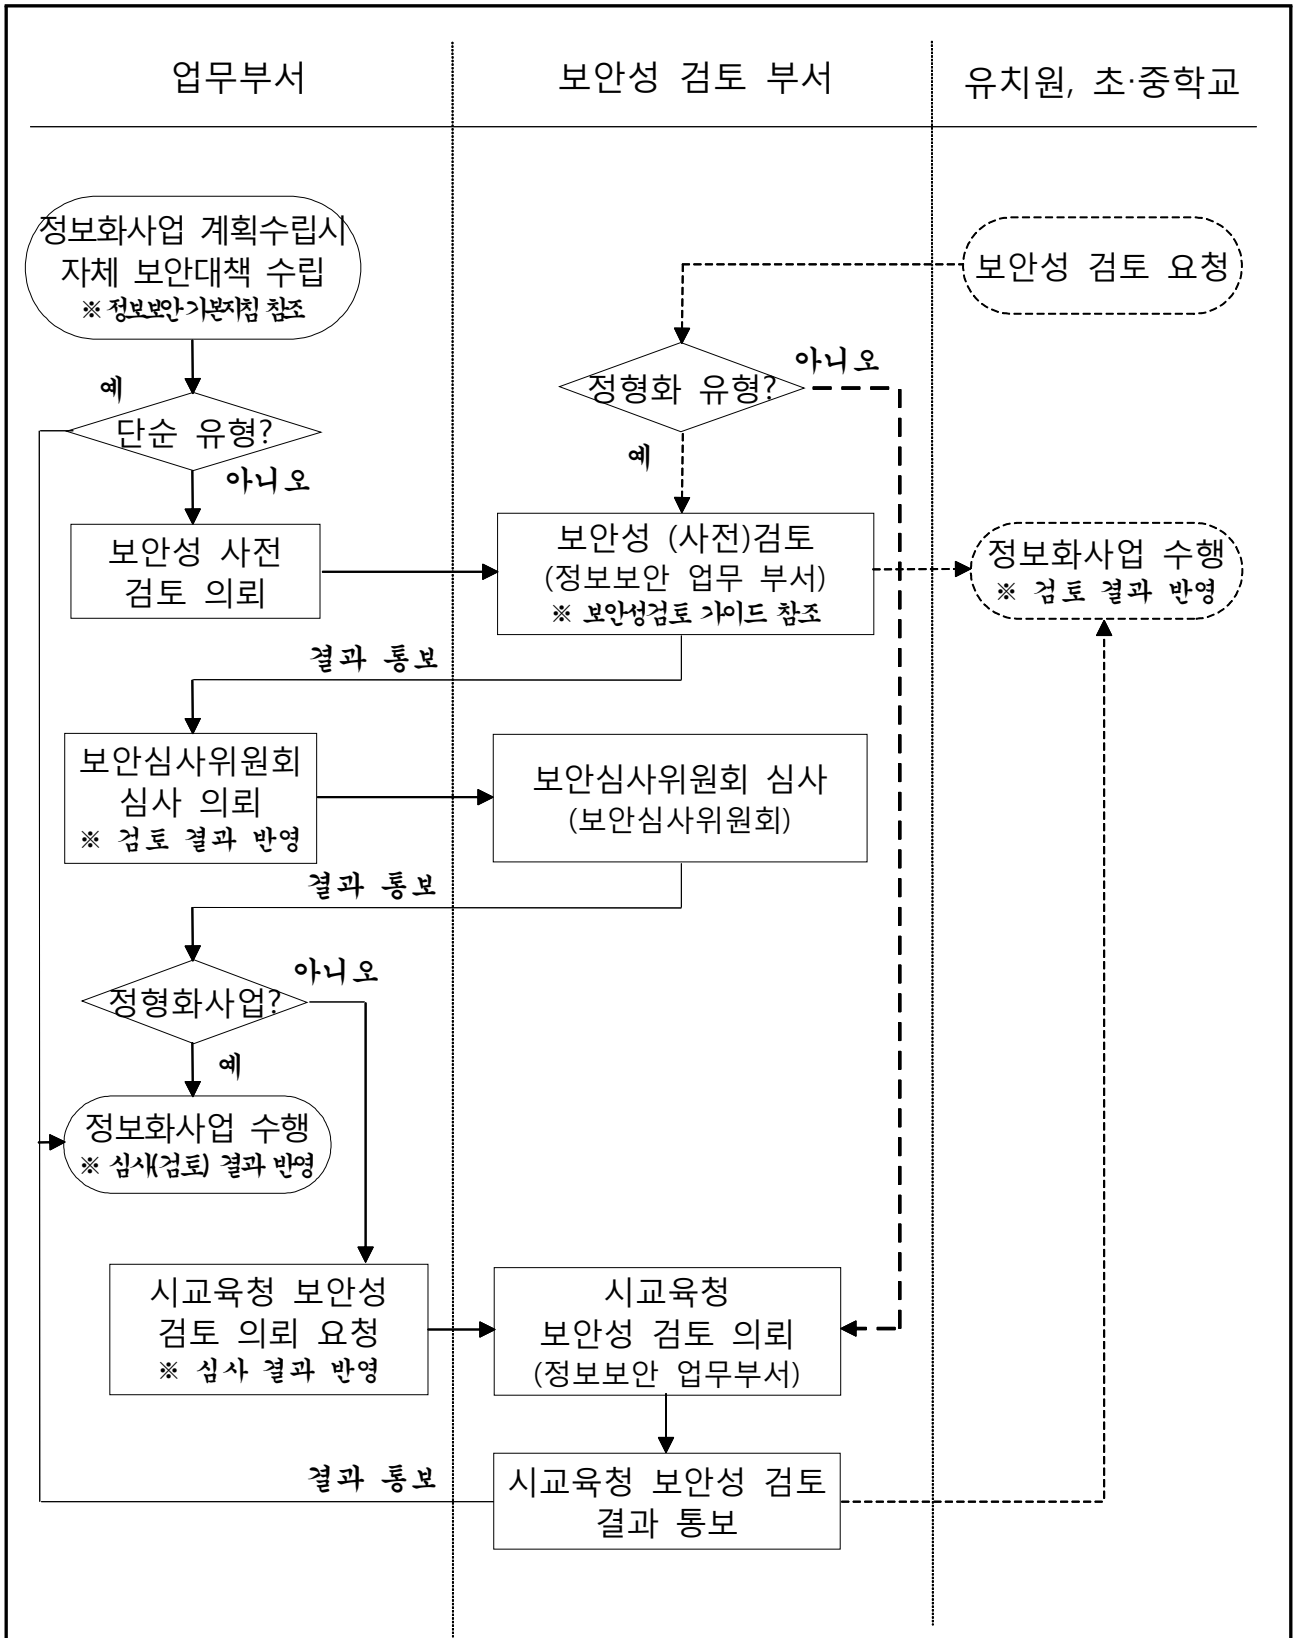 업무부서
보안성 검토 부서
유치원, 초·중학교
정보화사업 계획수립시
자체 보안대책 수립
※ 정보보안 기본지침 참조
보안성 검토 요청
예
단순 유형?
아니오
정형화 유형?
아니오
예
보안성 사전
검토 의뢰
보안성 (사전)검토
(정보보안 업무 부서)
※ 보안성검토 가이드 참조
정보화사업 수행
※ 검토 결과 반영
결과 통보
보안심사위원회
심사 의뢰
※ 검토 결과 반영
보안심사위원회 심사
(보안심사위원회)
결과 통보
정형화사업?
아니오
예
정보화사업 수행
※ 심사(검토) 결과 반영
시교육청 보안성
검토 의뢰 요청
※ 심사 결과 반영
시교육청
보안성 검토 의뢰
(정보보안 업무부서)
결과 통보
시교육청 보안성 검토
결과 통보